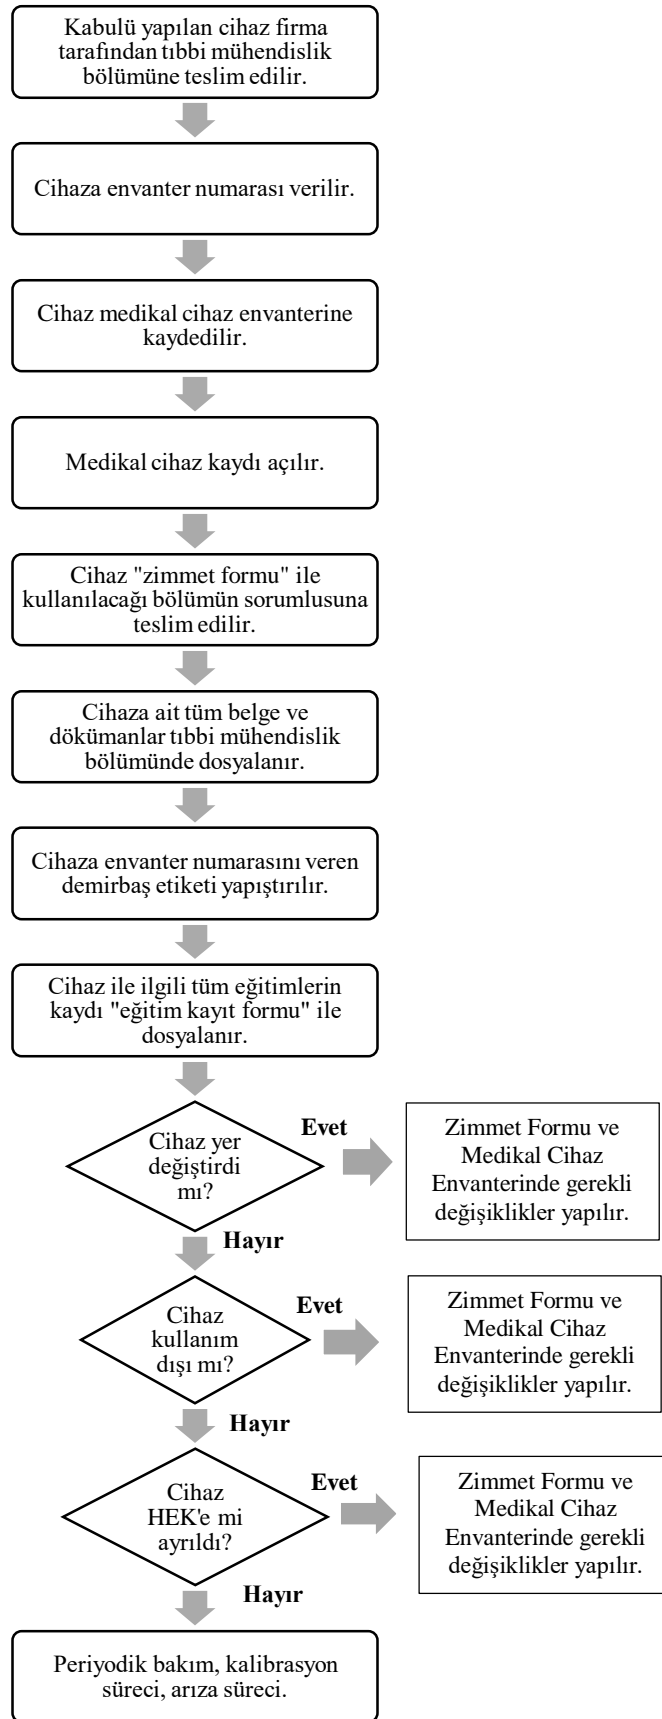 Kabulü yapılan cihaz firma
tarafından tıbbi mühendislik
bölümüne teslim edilir.
Cihaza envanter numarası verilir.
Cihaz medikal cihaz envanterine
kaydedilir.
Medikal cihaz kaydı açılır.
Cihaz "zimmet formu" ile
kullanılacağı bölümün sorumlusuna
teslim edilir.
Cihaza ait tüm belge ve
dökümanlar tıbbi mühendislik
bölümünde dosyalanır.
Cihaza envanter numarasını veren
demirbaş etiketi yapıştırılır.
Cihaz ile ilgili tüm eğitimlerin
kaydı "eğitim kayıt formu" ile
dosyalanır.
Cihaz yer
değiştirdi
mı?
Evet
Zimmet Formu ve
Medikal Cihaz
Envanterinde gerekli
değişiklikler yapılır.
Hayır
Cihaz
kullanım
dışı mı?
Evet
Zimmet Formu ve
Medikal Cihaz
Envanterinde gerekli
değişiklikler yapılır.
Hayır
Cihaz
HEK'e mi
ayrıldı?
Evet
Zimmet Formu ve
Medikal Cihaz
Envanterinde gerekli
değişiklikler yapılır.
Hayır
Periyodik bakım, kalibrasyon
süreci, arıza süreci.